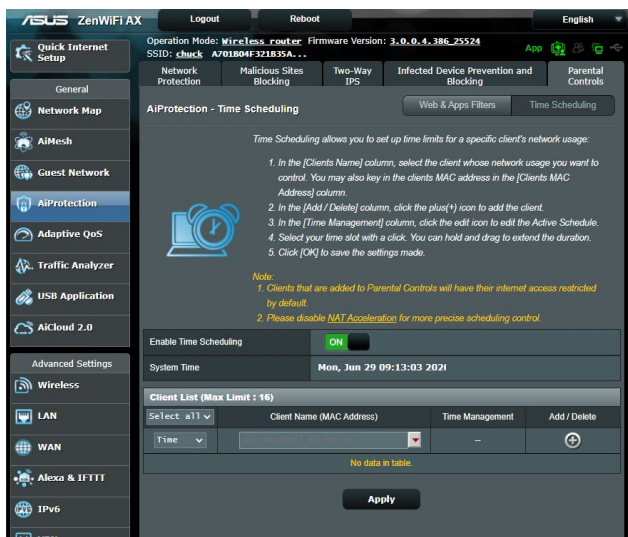 ASUS ZenWiFi AX Logout Reboot English
Quick Internet Setup
Operation Mode: Wireless router Firmware Version: 3.0.0.4.386_25524
SSID: chuck A701B04F321B35A...
App
General
Network Map
AiMesh
Guest Network
AiProtection
Adaptive QoS
Traffic Analyzer
USB Application
AiCloud 2.0
Advanced Settings
Wireless
LAN
WAN
Alexa & IFTTT
IPv6
Network Protection
Malicious Sites Blocking
Two-Way IPS
Infected Device Prevention and Blocking
Parental Controls
AiProtection - Time Scheduling
Web & Apps Filters
Time Scheduling
Time Scheduling allows you to set up time limits for a specific client's network usage:
1. In the [Clients Name] column, select the client whose network usage you want to
control. You may also key in the clients MAC address in the [Clients MAC
Address] column.
2. In the [Add / Delete] column, click the plus(+) icon to add the client.
3. In the [Time Management] column, click the edit icon to edit the Active Schedule.
4. Select your time slot with a click. You can hold and drag to extend the duration.
5. Click [OK] to save the settings made.
Note:
1. Clients that are added to Parental Controls will have their internet access restricted
by default.
2. Please disable NAT Acceleration for more precise scheduling control.
Enable Time Scheduling
ON
System Time
Mon, Jun 29 09:13:03 202
Client List (Max Limit : 16)
Select all Client Name (MAC Address) Time Management Add / Delete
Time
--
No data in table.
Apply